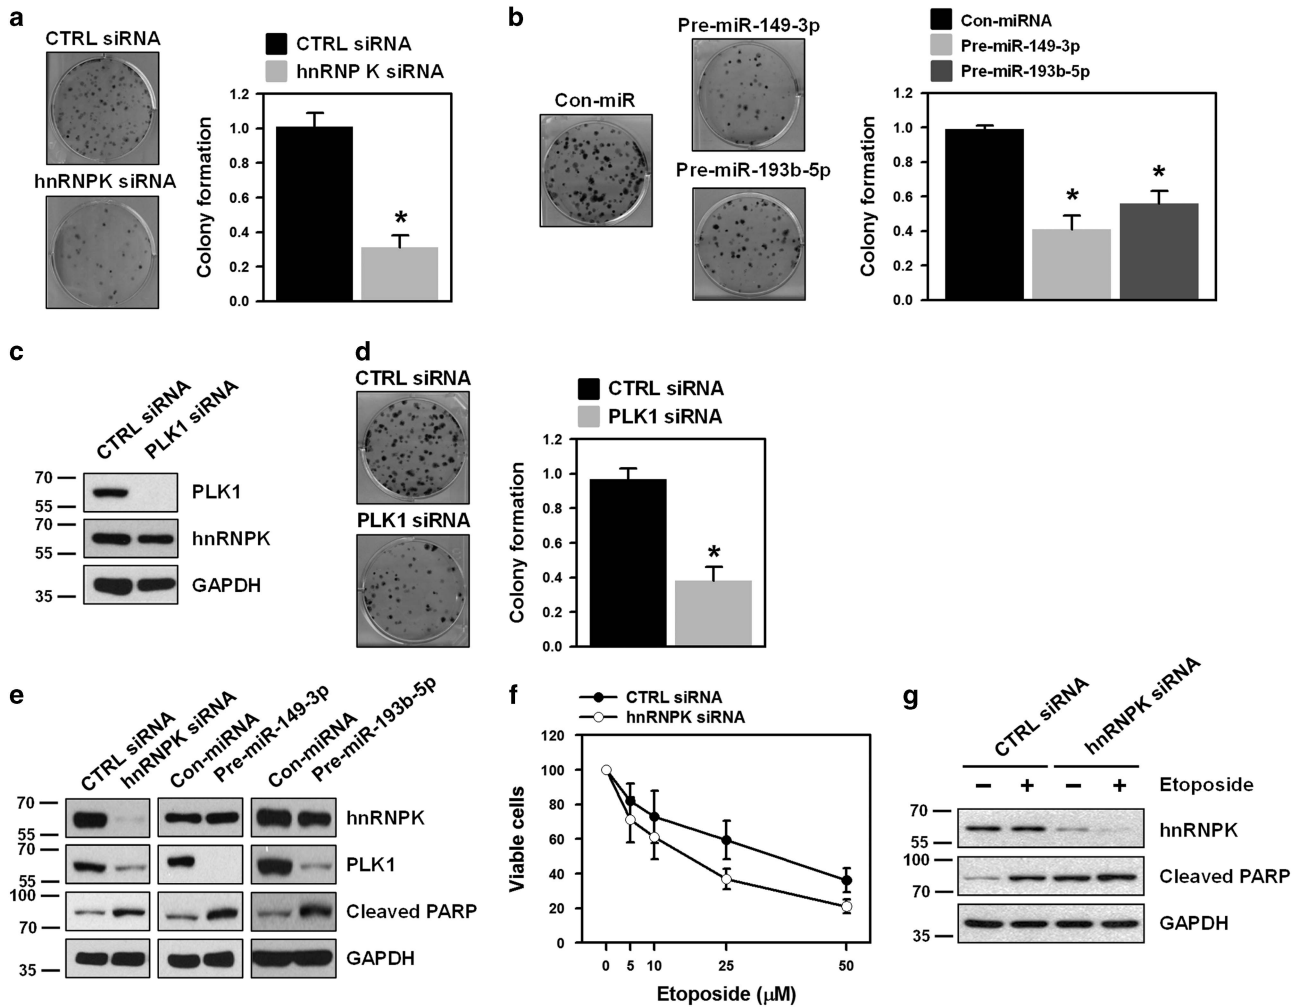 a
CTRL siRNA
hnRNPK siRNA
CTRL siRNA
hnRNP K siRNA
Colony formation
1.2
1.0
0.8
0.6
0.4
0.2
0.0
*
b
Con-miR
Pre-miR-149-3p
Pre-miR-193b-5p
Con-miRNA
Pre-miR-149-3p
Pre-miR-193b-5p
Colony formation
1.2
1.0
0.8
0.6
0.4
0.2
0.0
*
*
c
CTRL siRNA
PLK1 siRNA
70
55
PLK1
70
55
hnRNPK
35
GAPDH
d
CTRL siRNA
PLK1 siRNA
CTRL siRNA
PLK1 siRNA
Colony formation
1.2
1.0
0.8
0.6
0.4
0.2
0.0
*
e
CTRL siRNA
hnRNPK siRNA
Con-miRNA
Pre-miR-149-3p
Con-miRNA
Pre-miR-193b-5p
70
55
hnRNPK
70
55
PLK1
100
70
Cleaved PARP
35
GAPDH
f
CTRL siRNA
hnRNPK siRNA
Viable cells
120
100
80
60
40
20
0
0 5 10 25 50
Etoposide (μM)
g
CTRL siRNA
hnRNPK siRNA
− + − + Etoposide
70
55
hnRNPK
100
70
Cleaved PARP
35
GAPDH